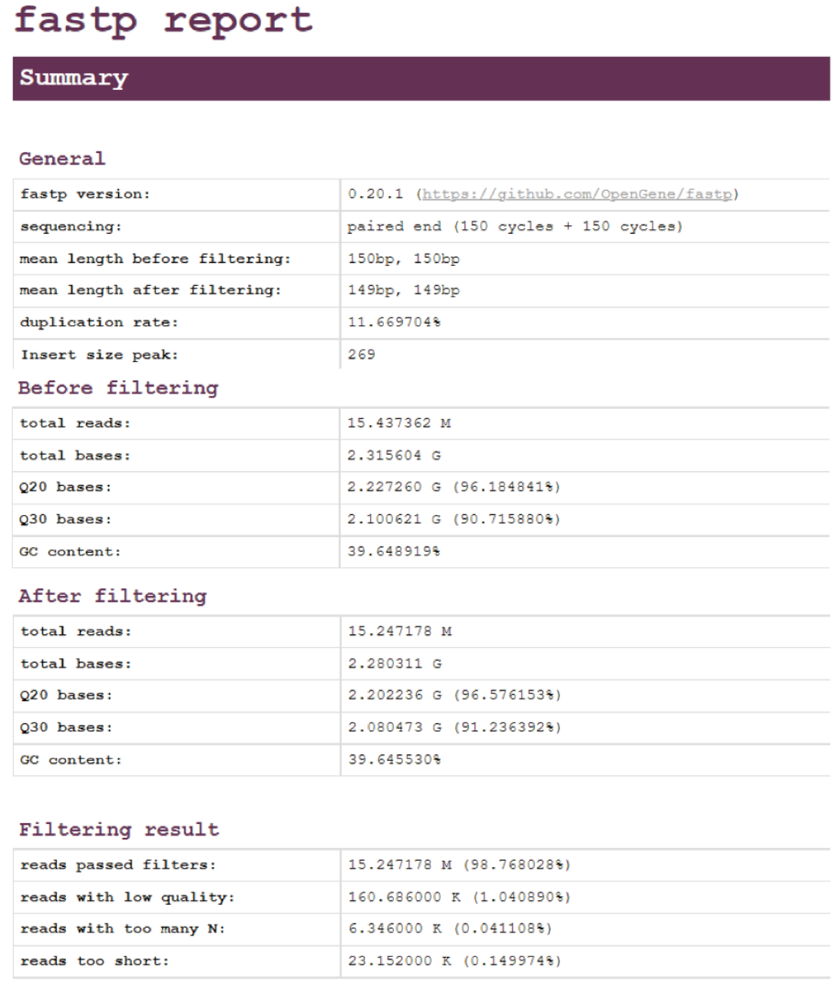 fastp report
Summary
General
fastp version: 0.20.1 (https://github.com/OpenGene/fastp)
sequencing: paired end (150 cycles + 150 cycles)
mean length before filtering: 150bp, 150bp
mean length after filtering: 149bp, 149bp
duplication rate: 11.669704%
Insert size peak: 269
Before filtering
total reads: 15.437362 M
total bases: 2.315604 G
Q20 bases: 2.227260 G (96.184841%)
Q30 bases: 2.100621 G (90.715880%)
GC content: 39.648919%
After filtering
total reads: 15.247178 M
total bases: 2.280311 G
Q20 bases: 2.202236 G (96.576153%)
Q30 bases: 2.080473 G (91.236392%)
GC content: 39.645530%
Filtering result
reads passed filters: 15.247178 M (98.768028%)
reads with low quality: 160.686000 K (1.040890%)
reads with too many N: 6.346000 K (0.041108%)
reads too short: 23.152000 K (0.149974%)